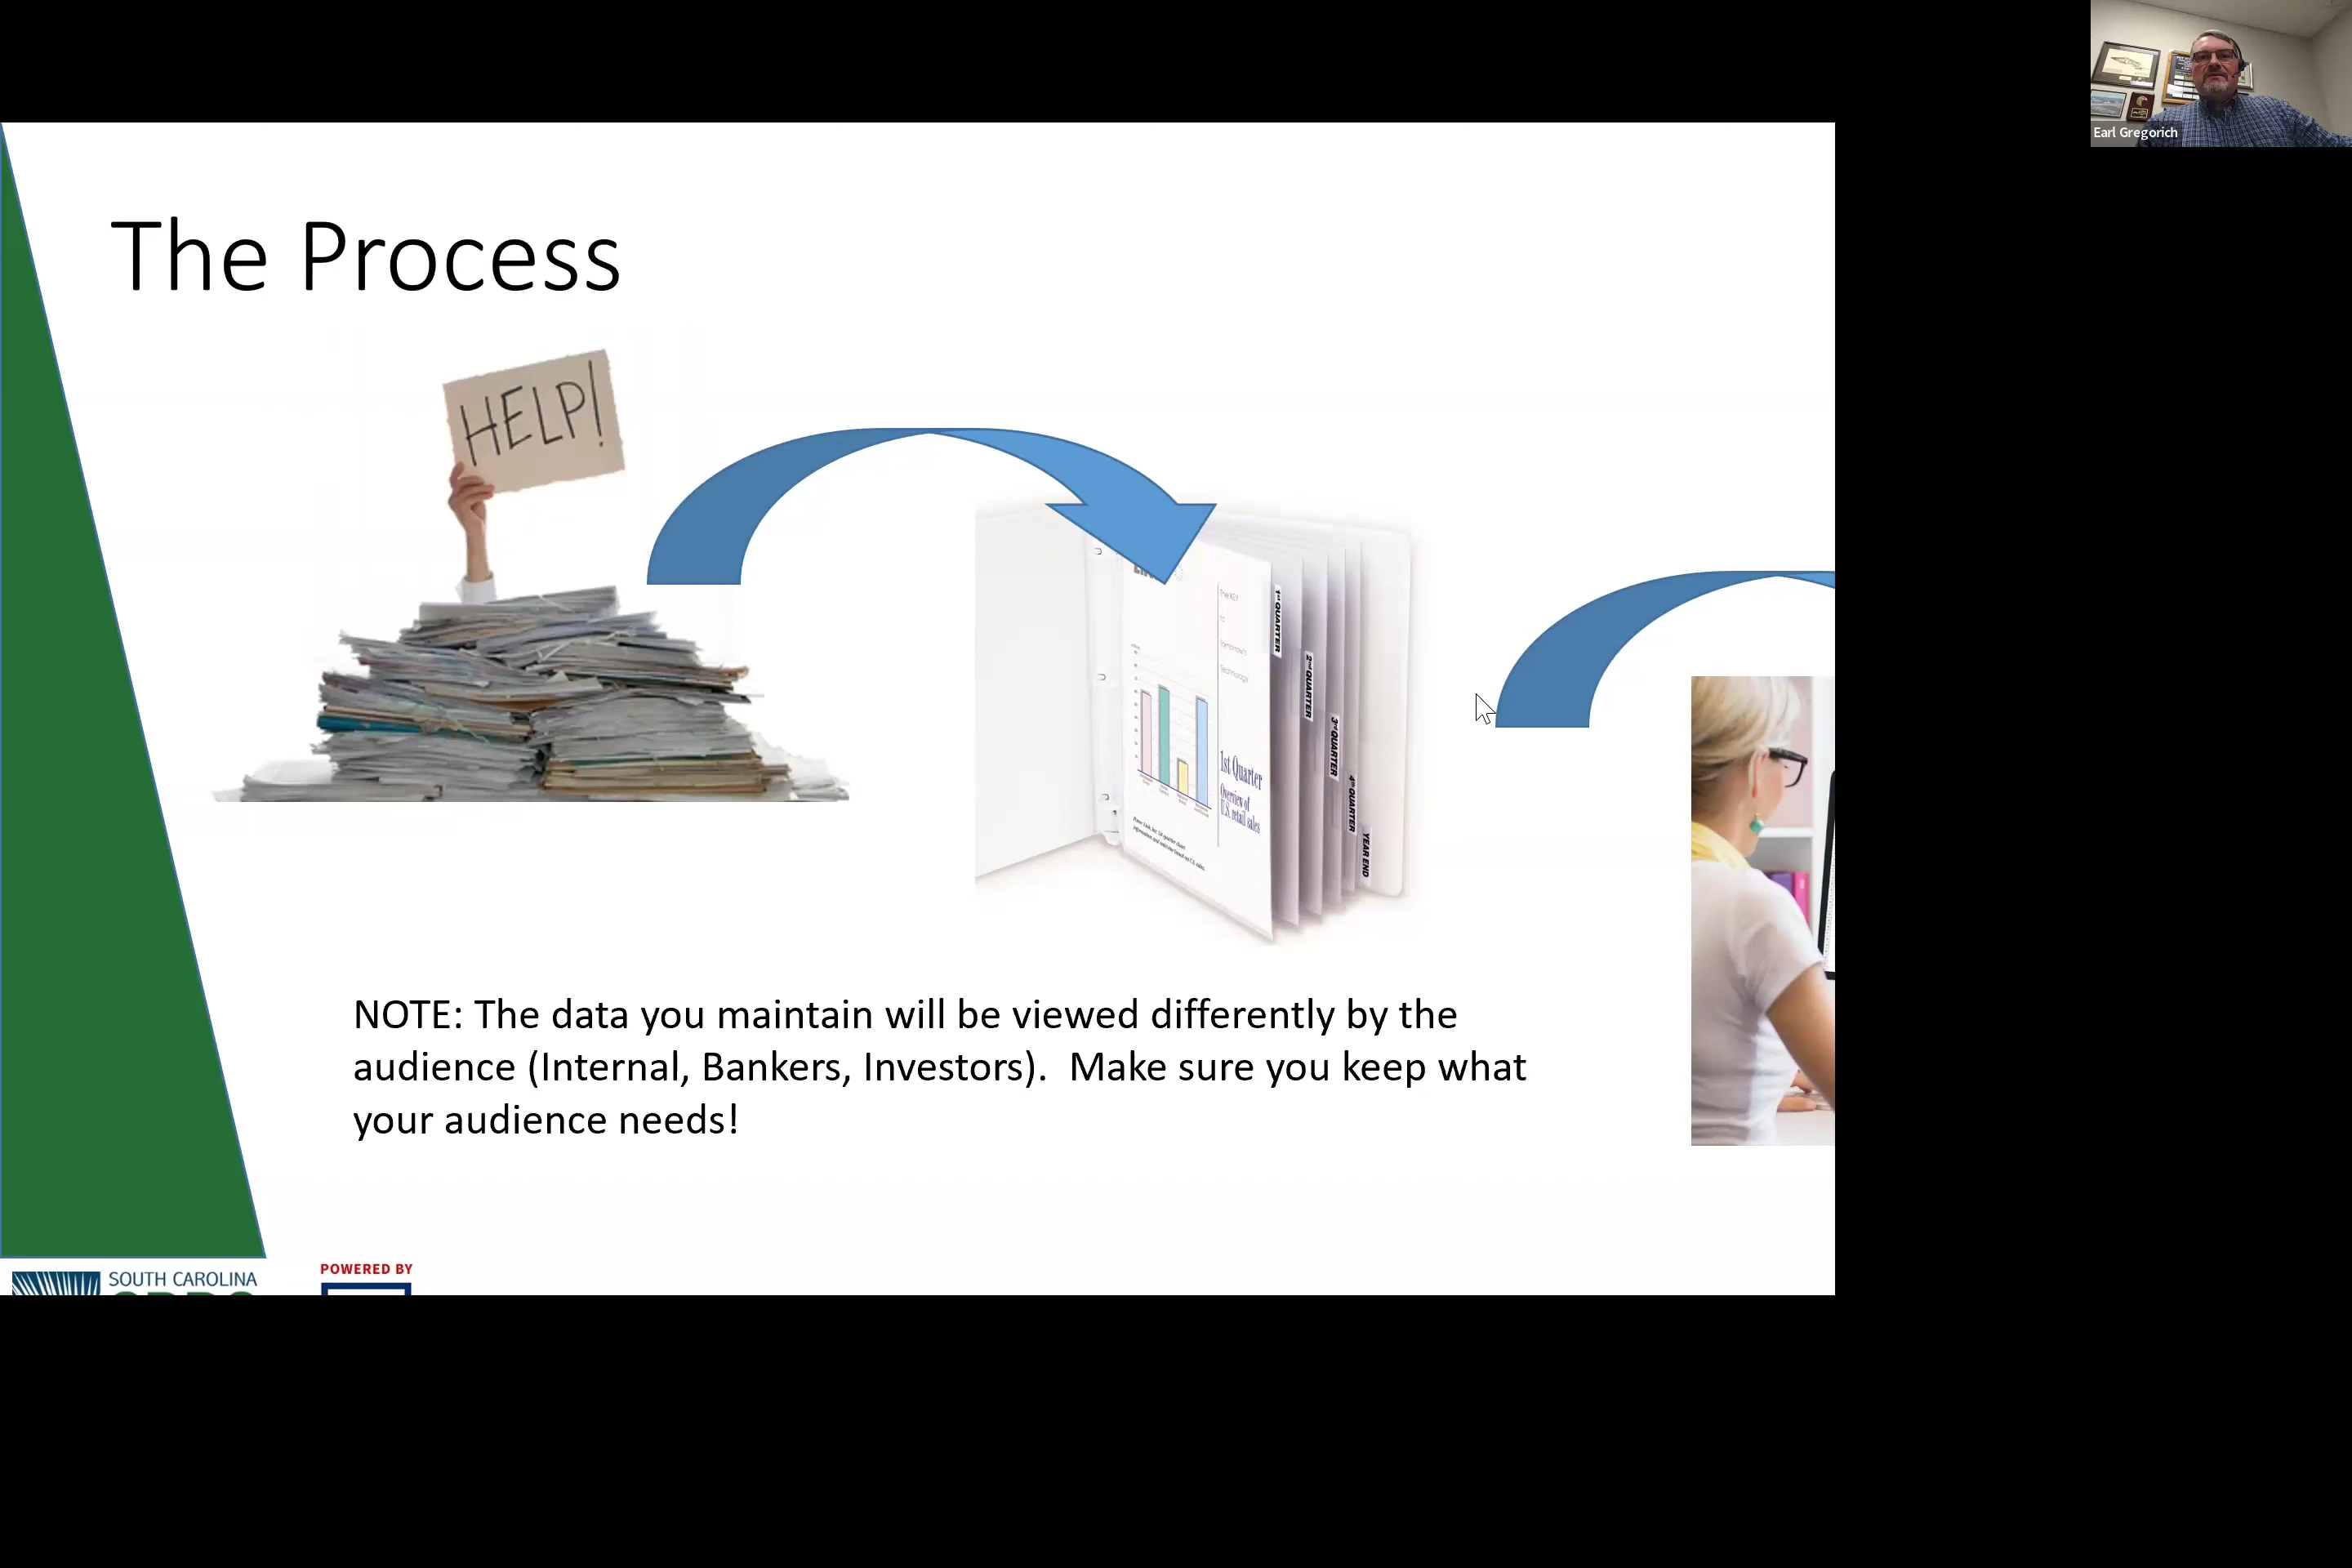 Earl Gregorich
The Process
HELP!
1st QUARTER
2nd QUARTER
3rd QUARTER
4th QUARTER
YEAR END
1st Quarter
Overview of
U.S. retail sales
NOTE: The data you maintain will be viewed differently by the
audience (Internal, Bankers, Investors).  Make sure you keep what
your audience needs!
SOUTH CAROLINA
POWERED BY